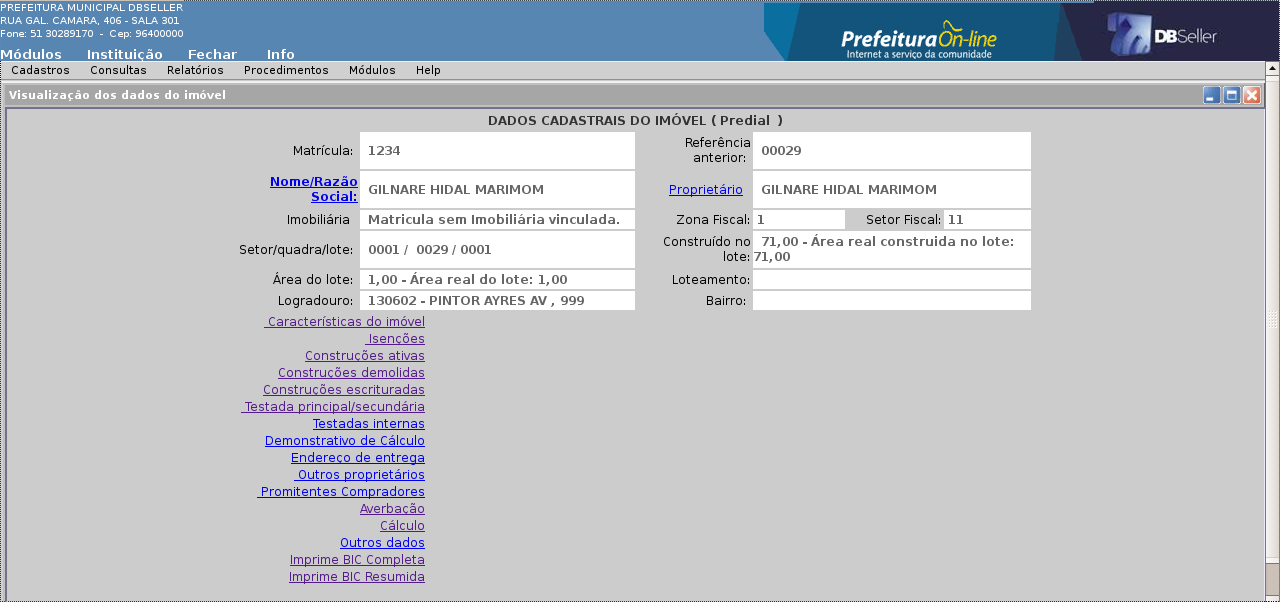 PREFEITURA MUNICIPAL DBSELLER
RUA GAL. CAMARA, 406 - SALA 301
Fone: 51 30289170 - Cep: 96400000
Módulos Instituição Fechar Info
PrefeituraOn-line
Internet a serviço da comunidade
DBSeller
Cadastros Consultas Relatórios Procedimentos Módulos Help
Visualização dos dados do imóvel
DADOS CADASTRAIS DO IMÓVEL ( Predial )
Matrícula: 1234 Referência anterior: 00029
Nome/Razão Social: GILNARE HIDAL MARIMOM Proprietário GILNARE HIDAL MARIMOM
Imobiliária Matricula sem Imobiliária vinculada. Zona Fiscal: 1 Setor Fiscal: 11
Setor/quadra/lote: 0001 / 0029 / 0001 Construído no lote: 71,00 - Área real construida no lote: 71,00
Área do lote: 1,00 - Área real do lote: 1,00 Loteamento:
Logradouro: 130602 - PINTOR AYRES AV , 999 Bairro:
Características do imóvel
Isenções
Construções ativas
Construções demolidas
Construções escrituradas
Testada principal/secundária
Testadas internas
Demonstrativo de Cálculo
Endereço de entrega
Outros proprietários
Promitentes Compradores
Averbação
Cálculo
Outros dados
Imprime BIC Completa
Imprime BIC Resumida